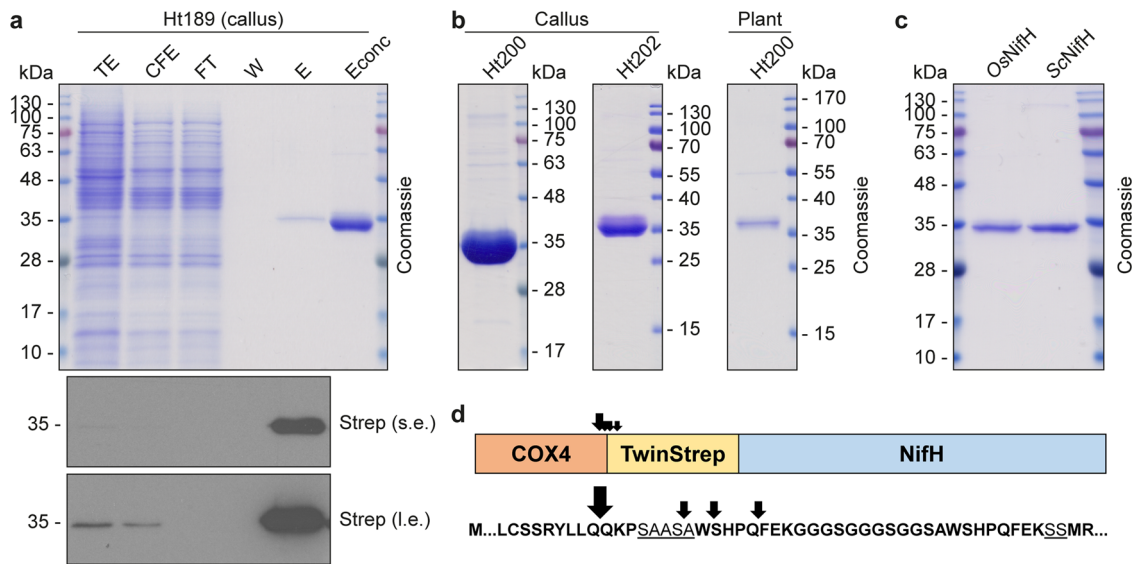 a
Ht189 (callus)
kDa
TE
CFE
FT
W
E
Econc
130 -
100 -
75 -
63 -
48 -
35 -
28 -
17 -
10 -
Coomassie
35 -
Strep (s.e.)
35 -
Strep (l.e.)
b
Callus
Plant
Ht200
kDa
- 130
- 100
- 75
- 63
- 48
- 35
- 28
- 17
Ht202
kDa
- 130
- 100
- 70
- 55
- 40
- 35
- 25
- 15
Ht200
kDa
- 170
- 100
- 70
- 55
- 40
- 35
- 25
- 15
Coomassie
c
kDa
OsNifH
ScNifH
130 -
100 -
75 -
63 -
48 -
35 -
28 -
17 -
10 -
Coomassie
d
COX4 TwinStrep NifH
M...LCSSRYLLQQKPSAASAWSHPQFEKGGGSGGGSGGSAWSHPQFEKSSMR...